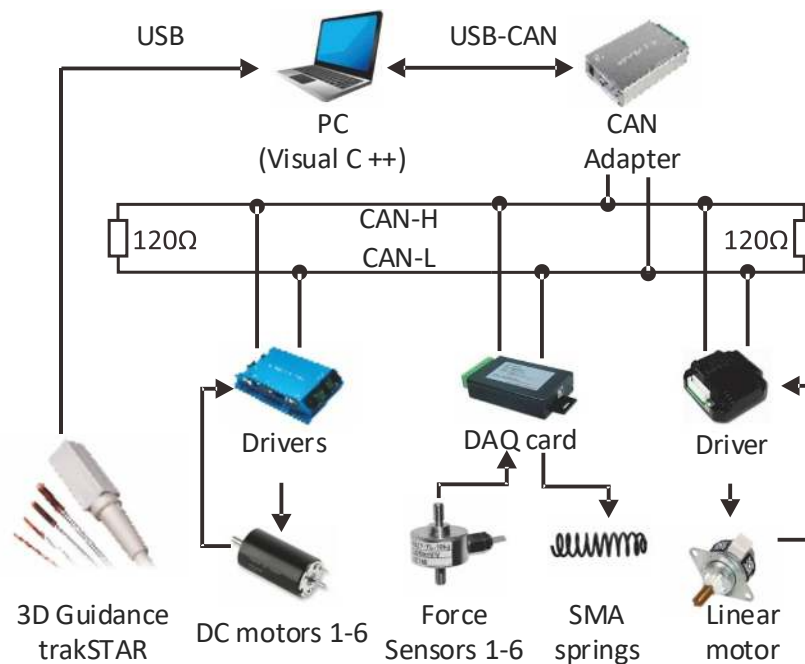 USB
USB-CAN
PC
(Visual C ++)
CAN
Adapter
CAN-H
120Ω
120Ω
CAN-L
Drivers
DAQ card
Driver
3D Guidance
trakSTAR
DC motors 1-6
Force
Sensors 1-6
SMA
springs
Linear
motor